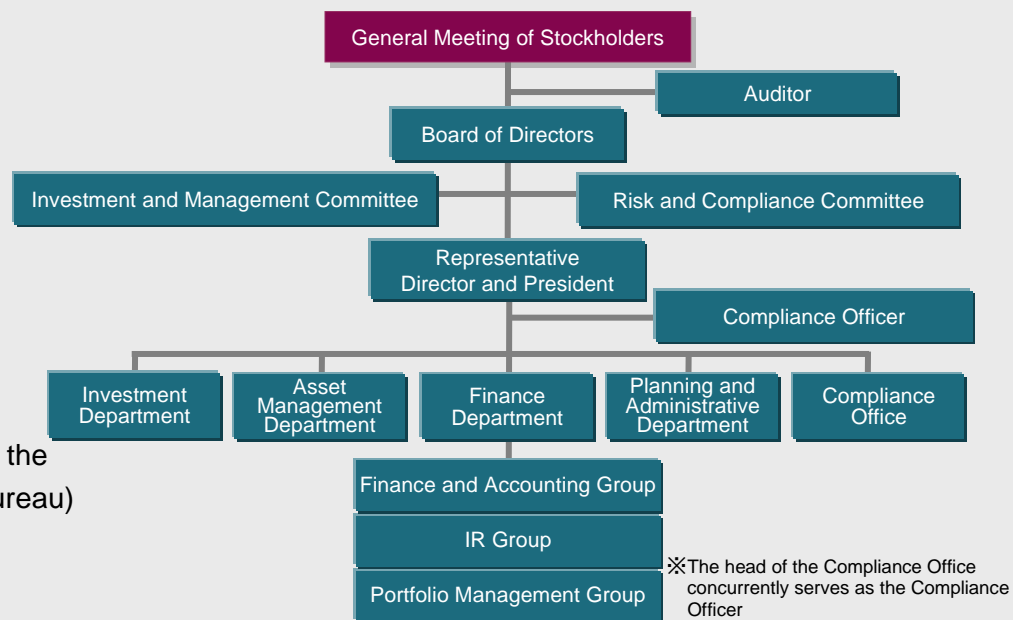 General Meeting of Stockholders
Auditor
Board of Directors
Investment and Management Committee
Risk and Compliance Committee
Representative
Director and President
Compliance Officer
Investment
Department
Asset
Management
Department
Finance
Department
Planning and
Administrative
Department
Compliance
Office
the
ureau)
Finance and Accounting Group
IR Group
Portfolio Management Group
※The head of the Compliance Office
concurrently serves as the Compliance
Officer